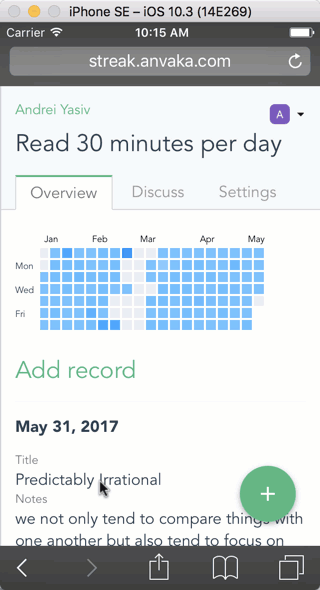 iPhone SE – iOS 10.3 (14E269)
Carrier 10:15 AM
streak.anvaka.com
Andrei Yasiv
A
Read 30 minutes per day
Overview Discuss Settings
Jan Feb Mar Apr May
Mon
Wed
Fri
Add record
May 31, 2017
Title
Predictably Irrational
Notes
we not only tend to compare things with
one another but also tend to focus on